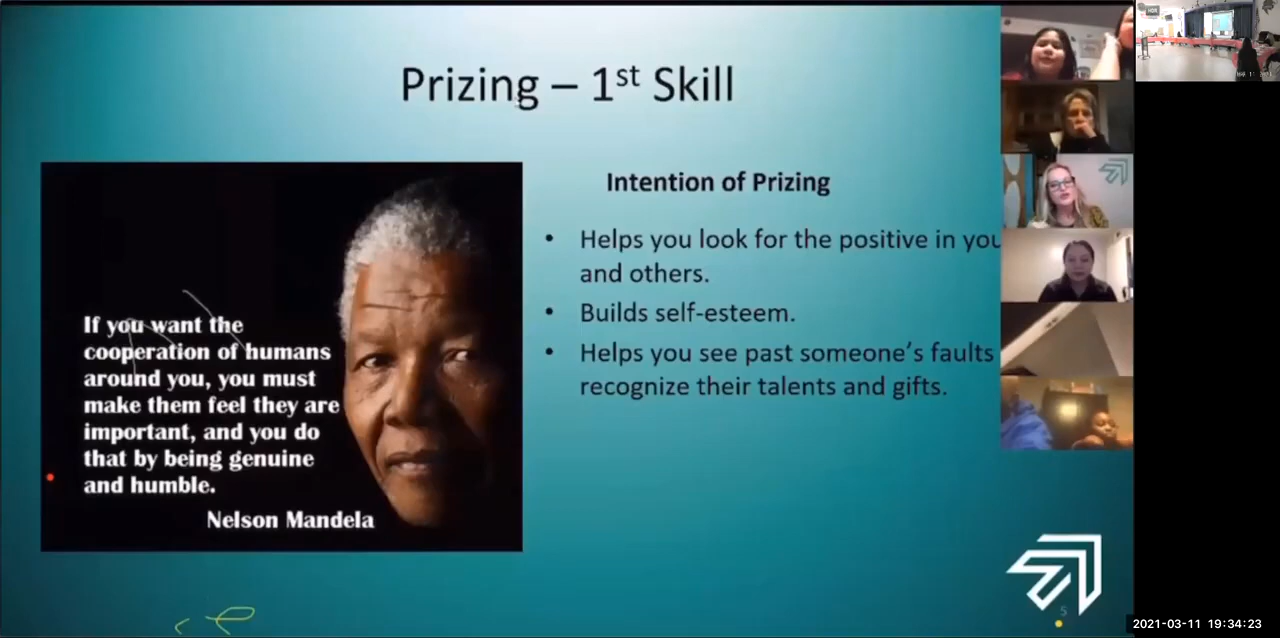 Prizing – 1st Skill
If you want the
cooperation of humans
around you, you must
make them feel they are
important, and you do
that by being genuine
and humble.
Nelson Mandela
Intention of Prizing
• Helps you look for the positive in you
and others.
• Builds self-esteem.
• Helps you see past someone's faults
recognize their talents and gifts.
5
2021-03-11 19:34:23